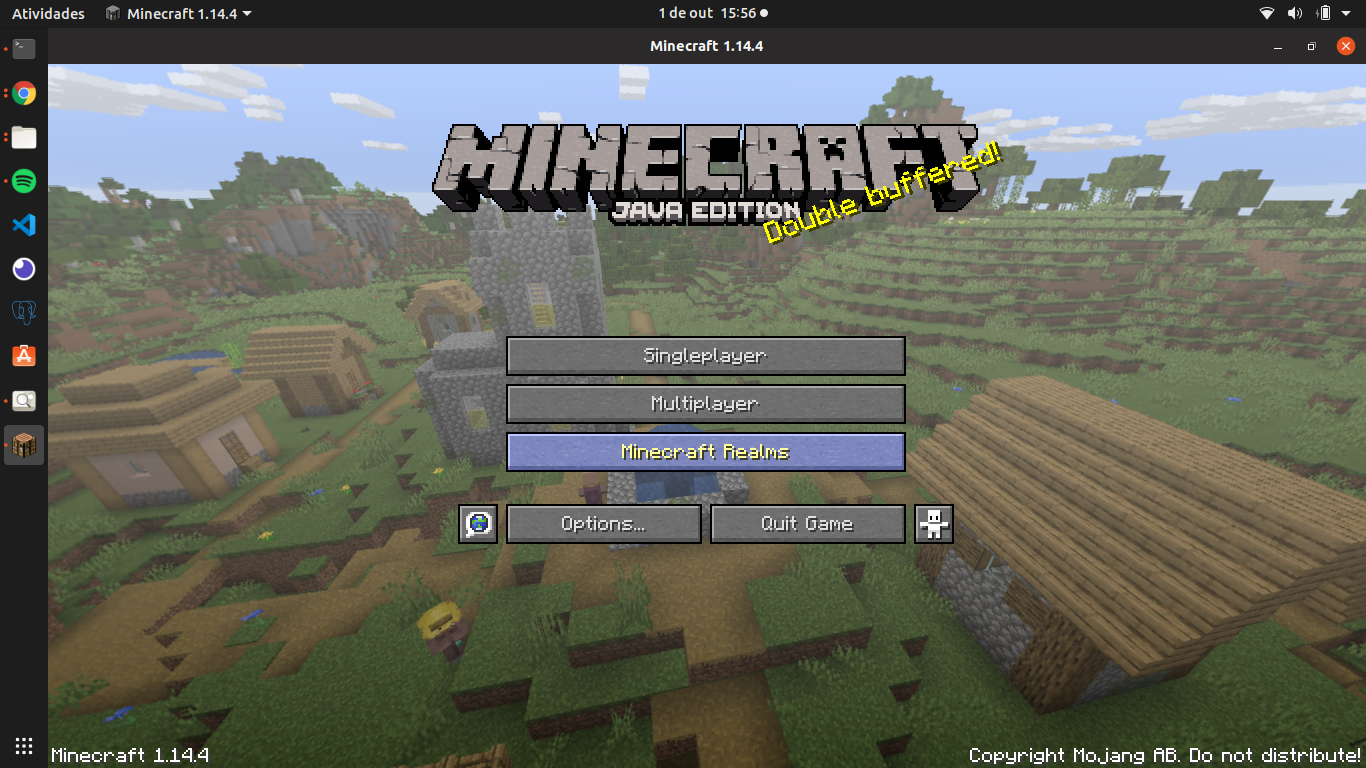 Atividades
Minecraft 1.14.4
1 de out 15:56
Minecraft 1.14.4
MINECRAFT
JAVA EDITION
Double buffered!
Singleplayer
Multiplayer
Minecraft Realms
Options...
Quit Game
Minecraft 1.14.4
Copyright Mojang AB. Do not distribute!